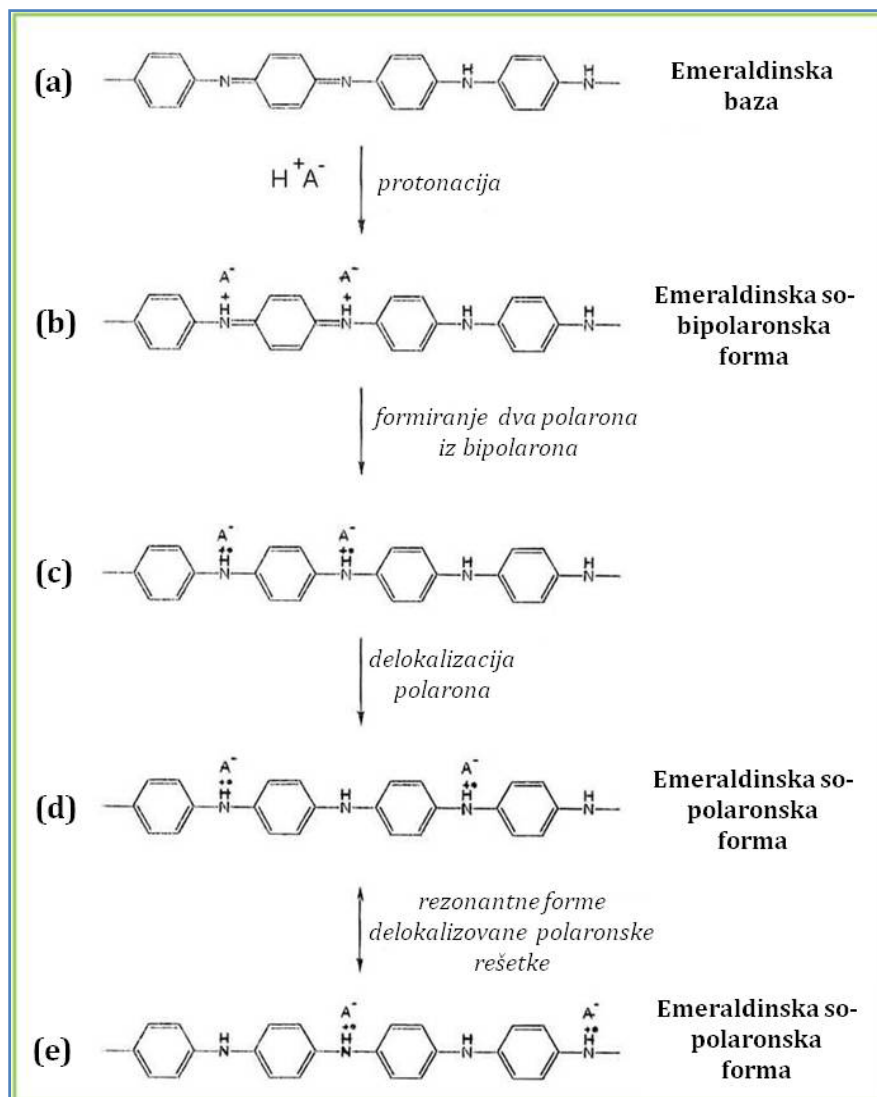 (a)
N
N
H
N
H
N
Emeraldinska
baza
H⁺A⁻
protonacija
(b)
A⁻
+
H
N
A⁻
+
H
N
H
N
H
N
Emeraldinska so-
bipolaronska
forma
formiranje dva polarona
iz bipolarona
(c)
A⁻
+•
H
N
A⁻
+•
H
N
H
N
H
N
delokalizacija
polarona
(d)
A⁻
+•
H
N
H
N
A⁻
+•
H
N
H
N
Emeraldinska so-
polaronska
forma
rezonantne forme
delokalizovane polaronske
rešetke
(e)
H
N
A⁻
+•
H
N
H
N
A⁻
+•
H
N
Emeraldinska so-
polaronska
forma